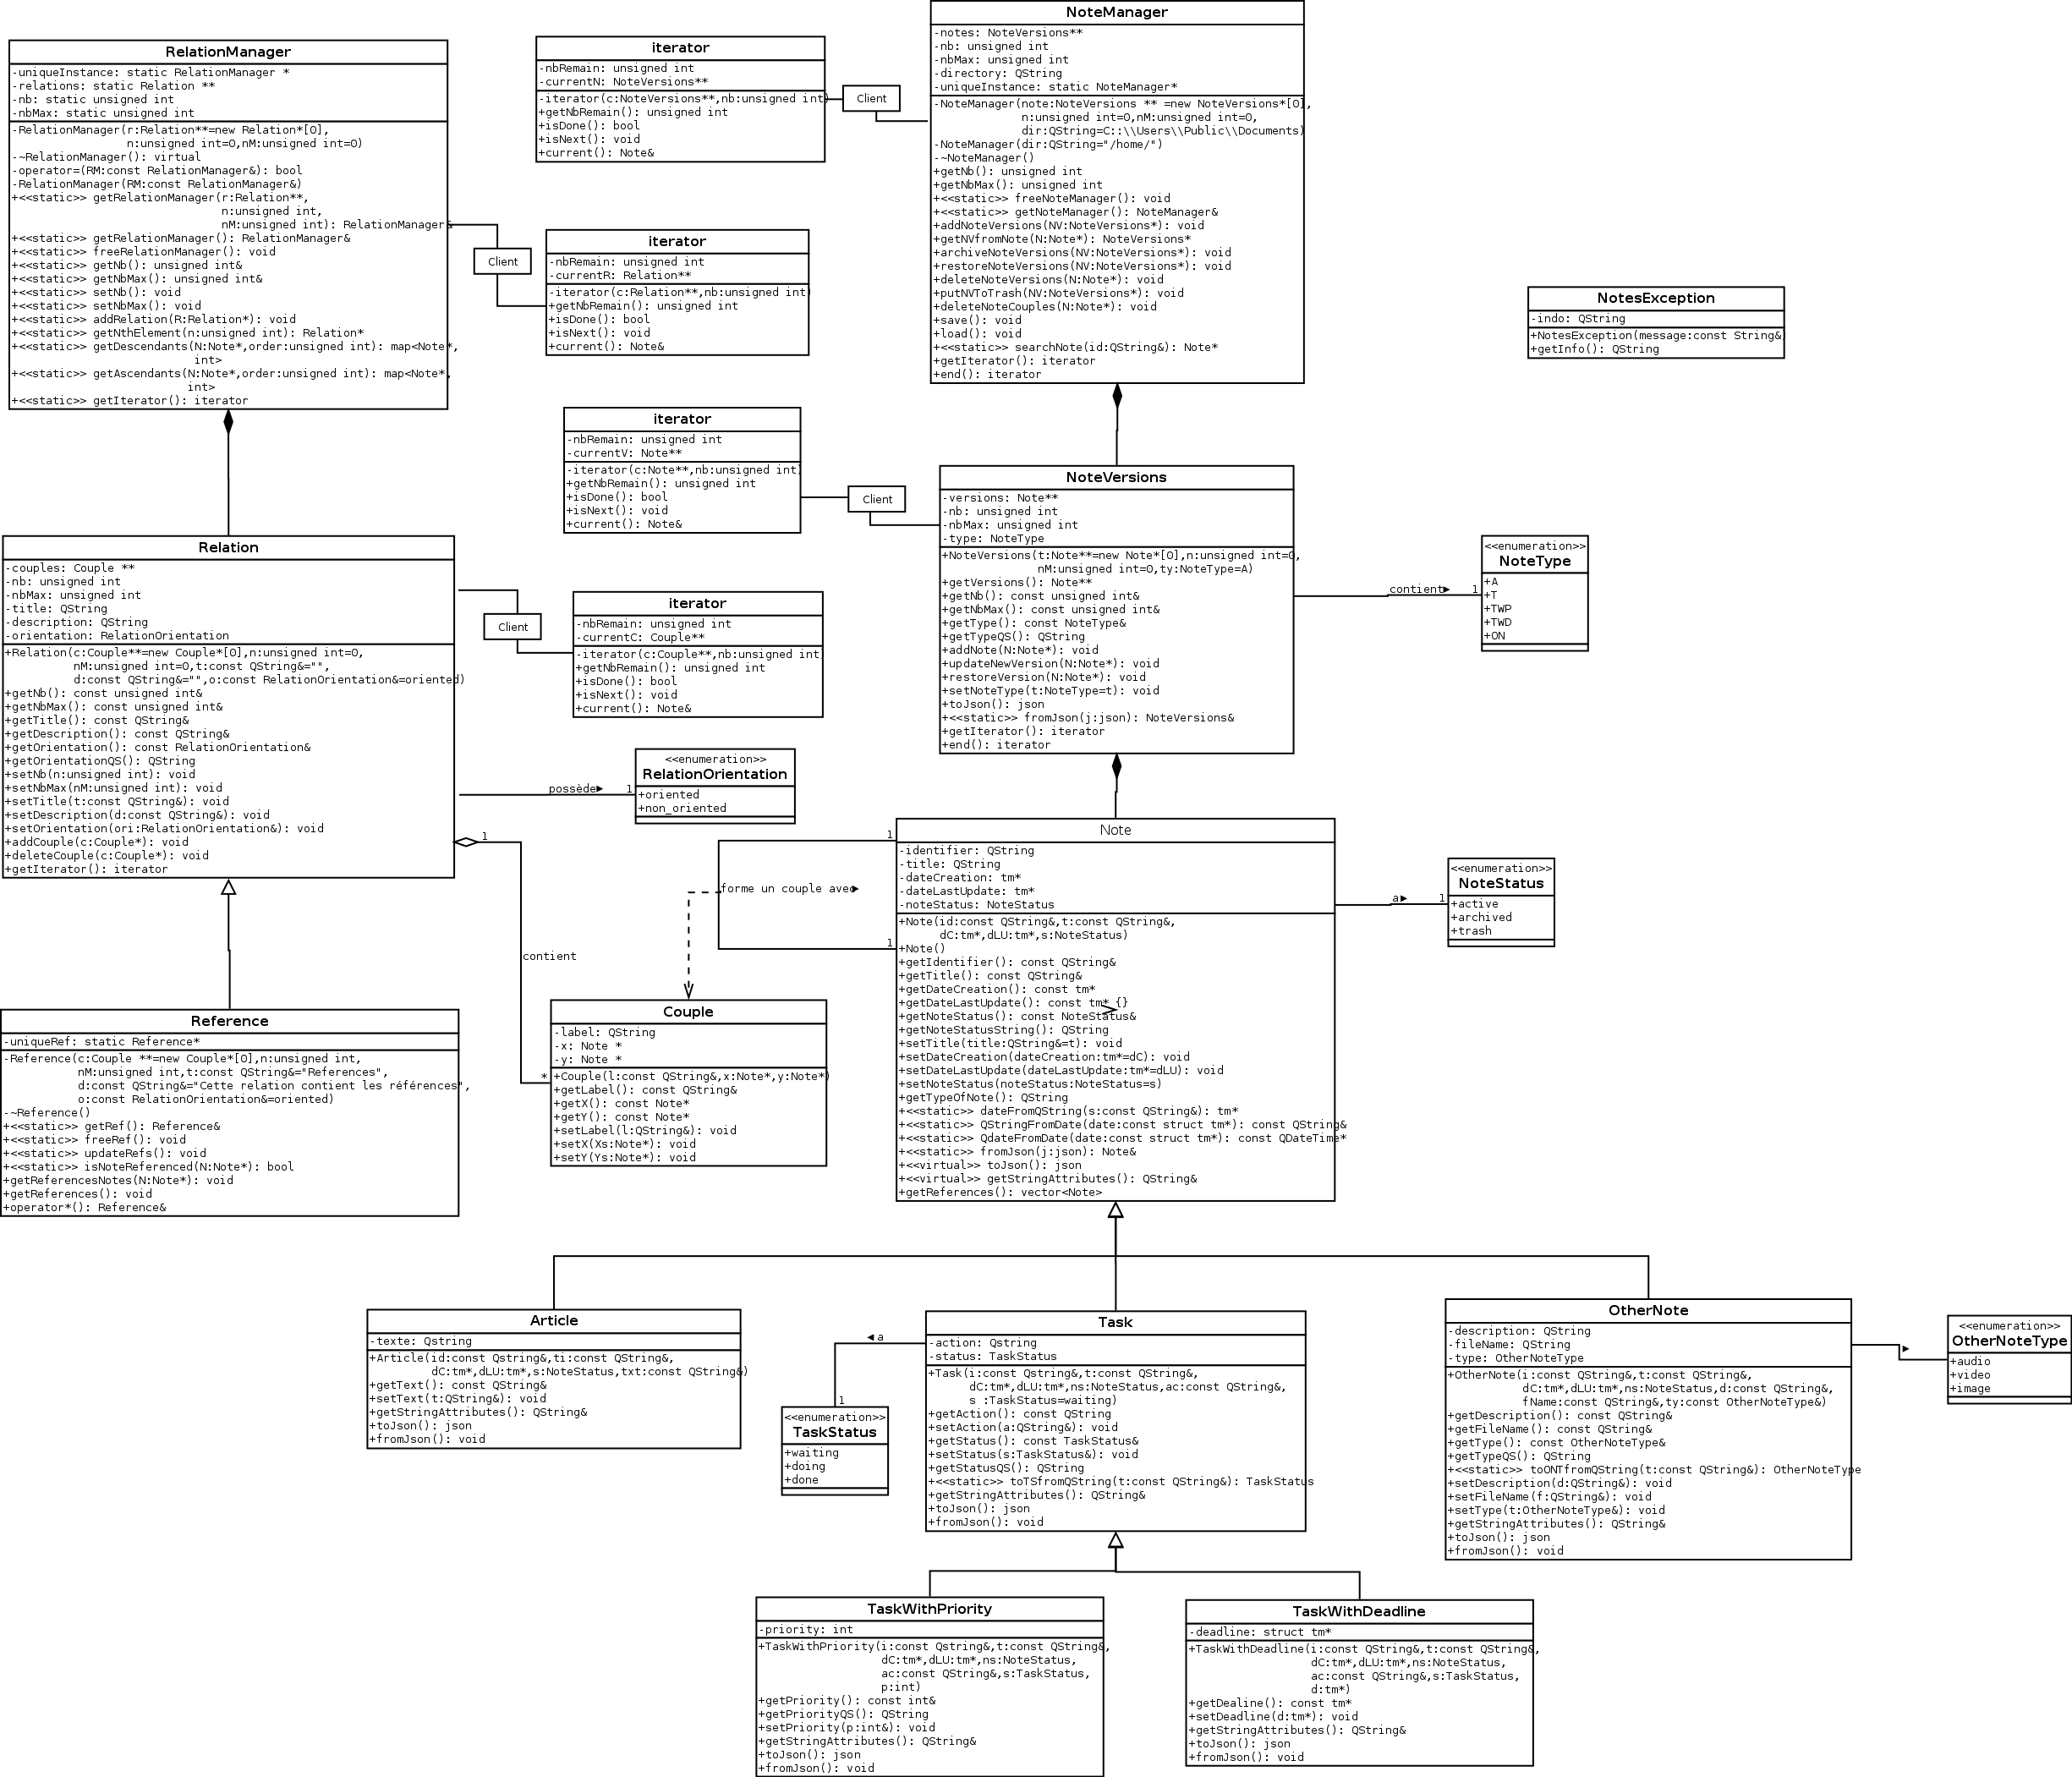 RelationManager
-uniqueInstance: static RelationManager *
-relations: static Relation **
-nb: static unsigned int
-nbMax: static unsigned int
-RelationManager(r:Relation**=new Relation*[0],
n:unsigned int=0,nM:unsigned int=0)
-~RelationManager(): virtual
-operator=(RM:const RelationManager&): bool
-RelationManager(RM:const RelationManager&)
+<<static>> getRelationManager(r:Relation**,
n:unsigned int,
nM:unsigned int): RelationManager&
+<<static>> getRelationManager(): RelationManager&
+<<static>> freeRelationManager(): void
+<<static>> getNb(): unsigned int&
+<<static>> getNbMax(): unsigned int&
+<<static>> setNb(): void
+<<static>> setNbMax(): void
+<<static>> addRelation(R:Relation*): void
+<<static>> getNthElement(n:unsigned int): Relation*
+<<static>> getDescendants(N:Note*,order:unsigned int): map<Note*,
int>
+<<static>> getAscendants(N:Note*,order:unsigned int): map<Note*,
int>
+<<static>> getIterator(): iterator
iterator
-nbRemain: unsigned int
-currentN: NoteVersions**
-iterator(c:NoteVersions**,nb:unsigned int)
+getNbRemain(): unsigned int
+isDone(): bool
+isNext(): void
+current(): Note&
Client
NoteManager
-notes: NoteVersions**
-nb: unsigned int
-nbMax: unsigned int
-directory: QString
-uniqueInstance: static NoteManager*
-NoteManager(note:NoteVersions ** =new NoteVersions*[0],
n:unsigned int=0,nM:unsigned int=0,
dir:QString=C::\\Users\\Public\\Documents)
-NoteManager(dir:QString="/home/")
-~NoteManager()
+getNb(): unsigned int
+getNbMax(): unsigned int
+<<static>> freeNoteManager(): void
+<<static>> getNoteManager(): NoteManager&
+addNoteVersions(NV:NoteVersions*): void
+getNVfromNote(N:Note*): NoteVersions*
+archiveNoteVersions(NV:NoteVersions*): void
+restoreNoteVersions(NV:NoteVersions*): void
+deleteNoteVersions(N:Note*): void
+putNVToTrash(NV:NoteVersions*): void
+deleteNoteCouples(N:Note*): void
+save(): void
+load(): void
+<<static>> searchNote(id:QString&): Note*
+getIterator(): iterator
+end(): iterator
Client
iterator
-nbRemain: unsigned int
-currentR: Relation**
-iterator(c:Relation**,nb:unsigned int)
+getNbRemain(): unsigned int
+isDone(): bool
+isNext(): void
+current(): Note&
NotesException
-indo: QString
+NotesException(message:const String&)
+getInfo(): QString
iterator
-nbRemain: unsigned int
-currentV: Note**
-iterator(c:Note**,nb:unsigned int)
+getNbRemain(): unsigned int
+isDone(): bool
+isNext(): void
+current(): Note&
Client
NoteVersions
-versions: Note**
-nb: unsigned int
-nbMax: unsigned int
-type: NoteType
+NoteVersions(t:Note**=new Note*[0],n:unsigned int=0,
nM:unsigned int=0,ty:NoteType=A)
+getVersions(): Note**
+getNb(): const unsigned int&
+getNbMax(): const unsigned int&
+getType(): const NoteType&
+getTypeQS(): QString
+addNote(N:Note*): void
+updateNewVersion(N:Note*): void
+restoreVersion(N:Note*): void
+setNoteType(t:NoteType=t): void
+toJson(): json
+<<static>> fromJson(j:json): NoteVersions&
+getIterator(): iterator
+end(): iterator
contient► 1
<<enumeration>>
NoteType
+A
+T
+TWP
+TWD
+ON
Relation
-couples: Couple **
-nb: unsigned int
-nbMax: unsigned int
-title: QString
-description: QString
-orientation: RelationOrientation
+Relation(c:Couple**=new Couple*[0],n:unsigned int=0,
nM:unsigned int=0,t:const QString&="",
d:const QString&="",o:const RelationOrientation&=oriented)
+getNb(): const unsigned int&
+getNbMax(): const unsigned int&
+getTitle(): const QString&
+getDescription(): const QString&
+getOrientation(): const RelationOrientation&
+getOrientationQS(): QString
+setNb(n:unsigned int): void
+setNbMax(nM:unsigned int): void
+setTitle(t:const QString&): void
+setDescription(d:const QString&): void
+setOrientation(ori:RelationOrientation&): void
+addCouple(c:Couple*): void
+deleteCouple(c:Couple*): void
+getIterator(): iterator
Client
iterator
-nbRemain: unsigned int
-currentC: Couple**
-iterator(c:Couple**,nb:unsigned int)
+getNbRemain(): unsigned int
+isDone(): bool
+isNext(): void
+current(): Note&
possède► 1
<<enumeration>>
RelationOrientation
+oriented
+non_oriented
1
contient
*
1
forme un couple avec►
1
Note
-identifier: QString
-title: QString
-dateCreation: tm*
-dateLastUpdate: tm*
-noteStatus: NoteStatus
+Note(id:const QString&,t:const QString&,
dC:tm*,dLU:tm*,s:NoteStatus)
+Note()
+getIdentifier(): const QString&
+getTitle(): const QString&
+getDateCreation(): const tm*
+getDateLastUpdate(): const tm* {}
+getNoteStatus(): const NoteStatus&
+getNoteStatusString(): QString
+setTitle(title:QString&=t): void
+setDateCreation(dateCreation:tm*=dC): void
+setDateLastUpdate(dateLastUpdate:tm*=dLU): void
+setNoteStatus(noteStatus:NoteStatus=s)
+getTypeOfNote(): QString
+<<static>> dateFromQString(s:const QString&): tm*
+<<static>> QStringFromDate(date:const struct tm*): const QString&
+<<static>> QdateFromDate(date:const struct tm*): const QDateTime*
+<<static>> fromJson(j:json): Note&
+<<virtual>> toJson(): json
+<<virtual>> getStringAttributes(): QString&
+getReferences(): vector<Note>
a► 1
<<enumeration>>
NoteStatus
+active
+archived
+trash
Reference
-uniqueRef: static Reference*
-Reference(c:Couple **=new Couple*[0],n:unsigned int,
nM:unsigned int,t:const QString&="References",
d:const QString&="Cette relation contient les références",
o:const RelationOrientation&=oriented)
-~Reference()
+<<static>> getRef(): Reference&
+<<static>> freeRef(): void
+<<static>> updateRefs(): void
+<<static>> isNoteReferenced(N:Note*): bool
+getReferencesNotes(N:Note*): void
+getReferences(): void
+operator*(): Reference&
Couple
-label: QString
-x: Note *
-y: Note *
+Couple(l:const QString&,x:Note*,y:Note*)
+getLabel(): const QString&
+getX(): const Note*
+getY(): const Note*
+setLabel(l:QString&): void
+setX(Xs:Note*): void
+setY(Ys:Note*): void
Article
-texte: Qstring
+Article(id:const Qstring&,ti:const QString&,
dC:tm*,dLU:tm*,s:NoteStatus,txt:const QString&)
+getText(): const QString&
+setText(t:QString&): void
+getStringAttributes(): QString&
+toJson(): json
+fromJson(): void
◄ a
1
<<enumeration>>
TaskStatus
+waiting
+doing
+done
Task
-action: Qstring
-status: TaskStatus
+Task(i:const Qstring&,t:const QString&,
dC:tm*,dLU:tm*,ns:NoteStatus,ac:const QString&,
s :TaskStatus=waiting)
+getAction(): const QString
+setAction(a:QString&): void
+getStatus(): const TaskStatus&
+setStatus(s:TaskStatus&): void
+getStatusQS(): QString
+<<static>> toTSfromQString(t:const QString&): TaskStatus
+getStringAttributes(): QString&
+toJson(): json
+fromJson(): void
OtherNote
-description: QString
-fileName: QString
-type: OtherNoteType
+OtherNote(i:const QString&,t:const QString&,
dC:tm*,dLU:tm*,ns:NoteStatus,d:const QString&,
fName:const QString&,ty:const OtherNoteType&)
+getDescription(): const QString&
+getFileName(): const QString&
+getType(): const OtherNoteType&
+getTypeQS(): QString
+<<static>> toONTfromQString(t:const QString&): OtherNoteType
+setDescription(d:QString&): void
+setFileName(f:QString&): void
+setType(t:OtherNoteType&): void
+getStringAttributes(): QString&
+toJson(): json
+fromJson(): void
►
<<enumeration>>
OtherNoteType
+audio
+video
+image
TaskWithPriority
-priority: int
+TaskWithPriority(i:const Qstring&,t:const QString&,
dC:tm*,dLU:tm*,ns:NoteStatus,
ac:const QString&,s:TaskStatus,
p:int)
+getPriority(): const int&
+getPriorityQS(): QString
+setPriority(p:int&): void
+getStringAttributes(): QString&
+toJson(): json
+fromJson(): void
TaskWithDeadline
-deadline: struct tm*
+TaskWithDeadline(i:const QString&,t:const QString&,
dC:tm*,dLU:tm*,ns:NoteStatus,
ac:const QString&,s:TaskStatus,
d:tm*)
+getDealine(): const tm*
+setDeadline(d:tm*): void
+getStringAttributes(): QString&
+toJson(): json
+fromJson(): void